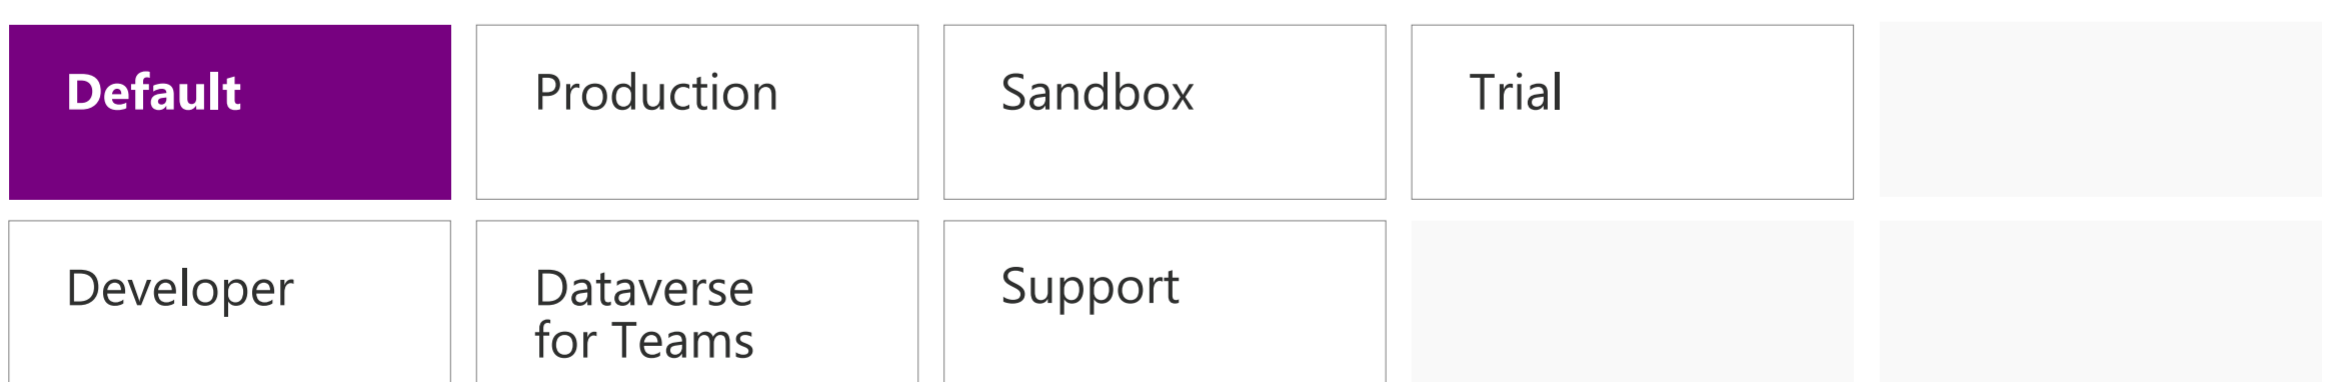 Default
Production
Sandbox
Trial
Developer
Dataverse
for Teams
Support